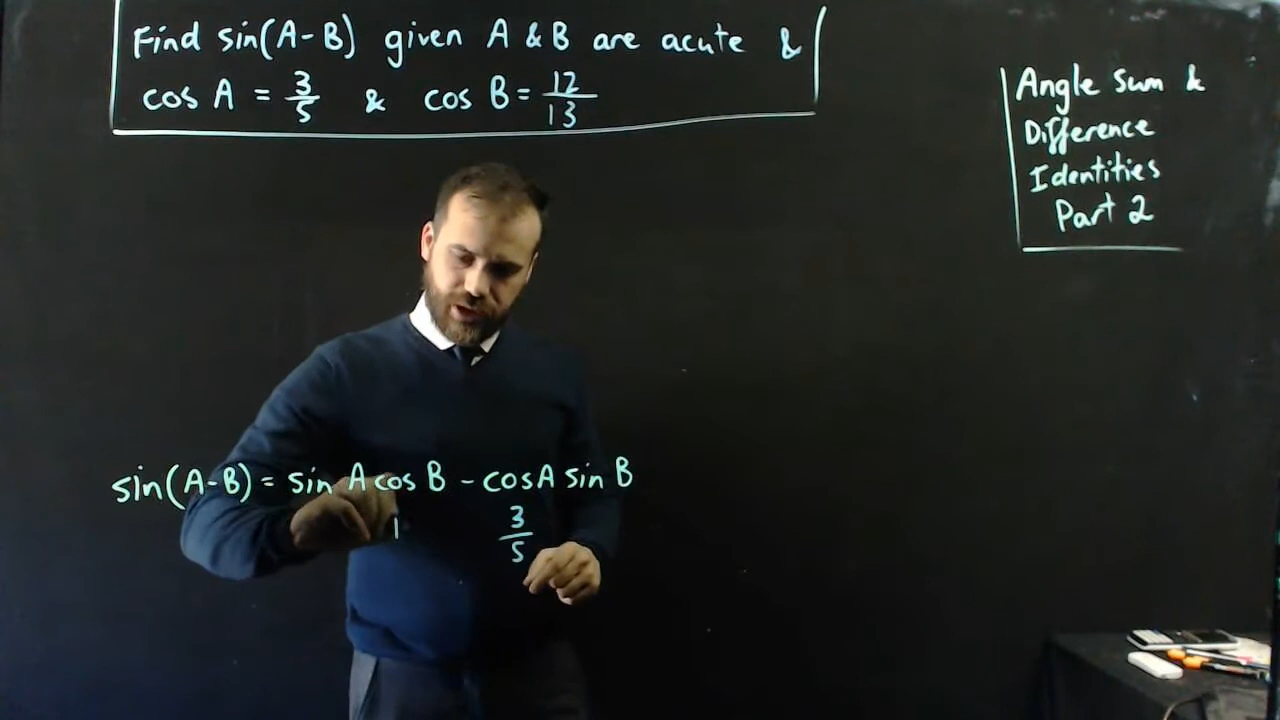 Find sin(A-B) given A & B are acute &
cos A = 3/5 & cos B = 12/13
Angle Sum &
Difference
Identities
Part 2
sin(A-B) = sin A cos B - cos A sin B
1 3/5